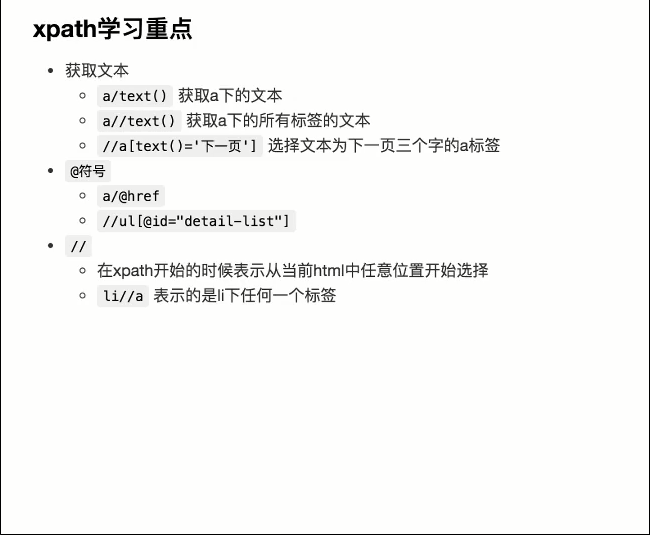 xpath学习重点
获取文本
a/text() 获取a下的文本
a//text() 获取a下的所有标签的文本
//a[text()='下一页'] 选择文本为下一页三个字的a标签
@符号
a/@href
//ul[@id="detail-list"]
//
在xpath开始的时候表示从当前html中任意位置开始选择
li//a 表示的是li下任何一个标签